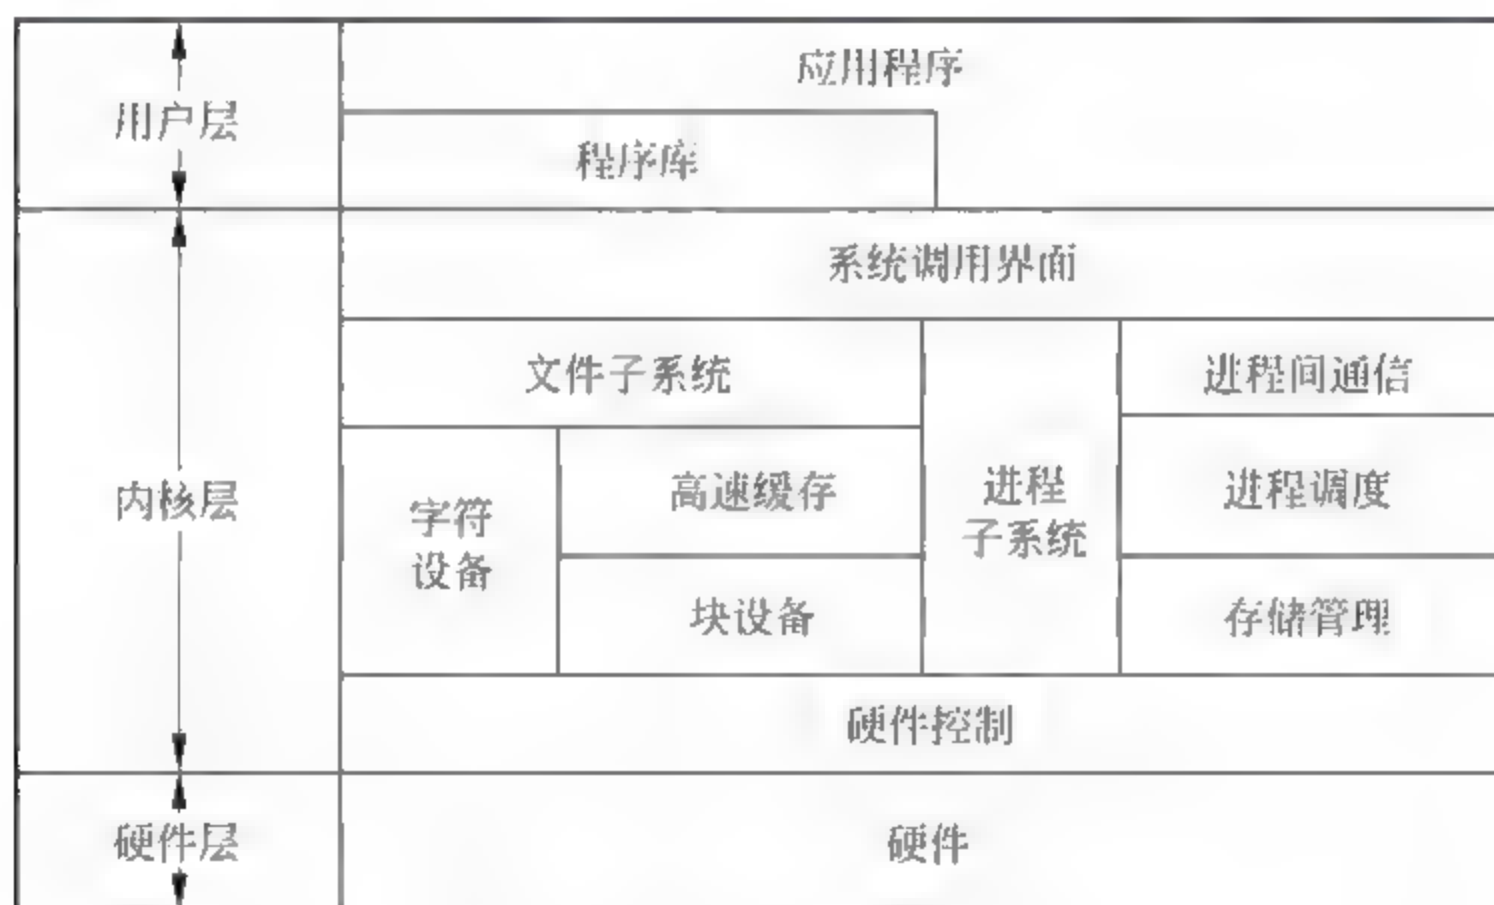 应用程序
用户层
程序库
系统调用界面
文件子系统
进程间通信
内核层
字符
设备
高速缓存
进程
子系统
进程调度
块设备
存储管理
硬件控制
硬件层
硬件